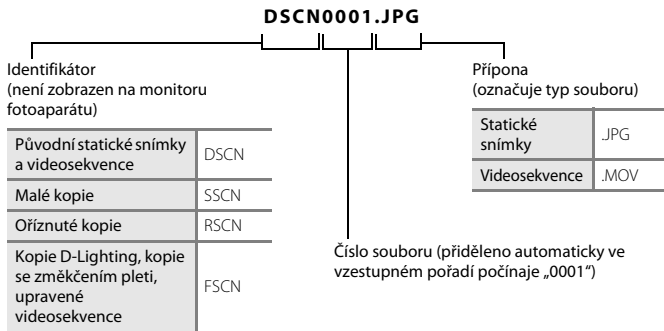 DSCN0001.JPG
Identifikátor
(není zobrazen na monitoru
fotoaparátu)
Původní statické snímky
a videosekvence
DSCN
Malé kopie
SSCN
Oříznuté kopie
RSCN
Kopie D-Lighting, kopie
se změkčením pleti,
upravené
videosekvence
FSCN
Číslo souboru (přiděleno automaticky ve
vzestupném pořadí počínaje „0001“)
Přípona
(označuje typ souboru)
Statické
snímky
.JPG
Videosekvence
.MOV